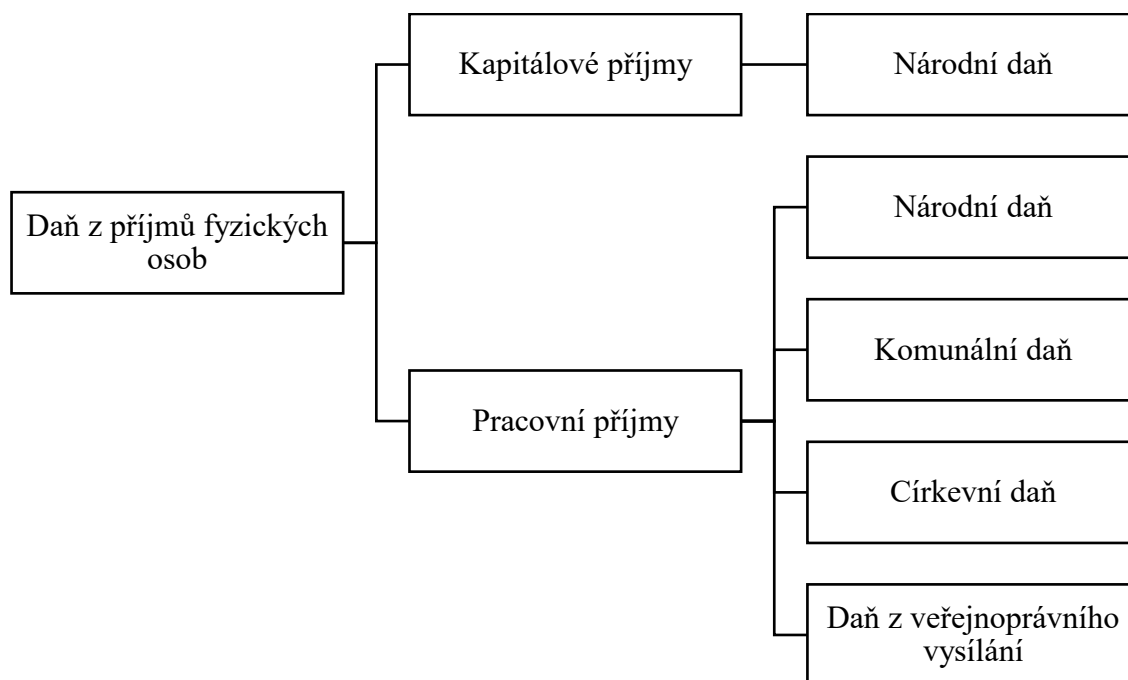 Kapitálové příjmy
Národní daň
Daň z příjmů fyzických
osob
Pracovní příjmy
Národní daň
Komunální daň
Církevní daň
Daň z veřejnoprávního
vysílání